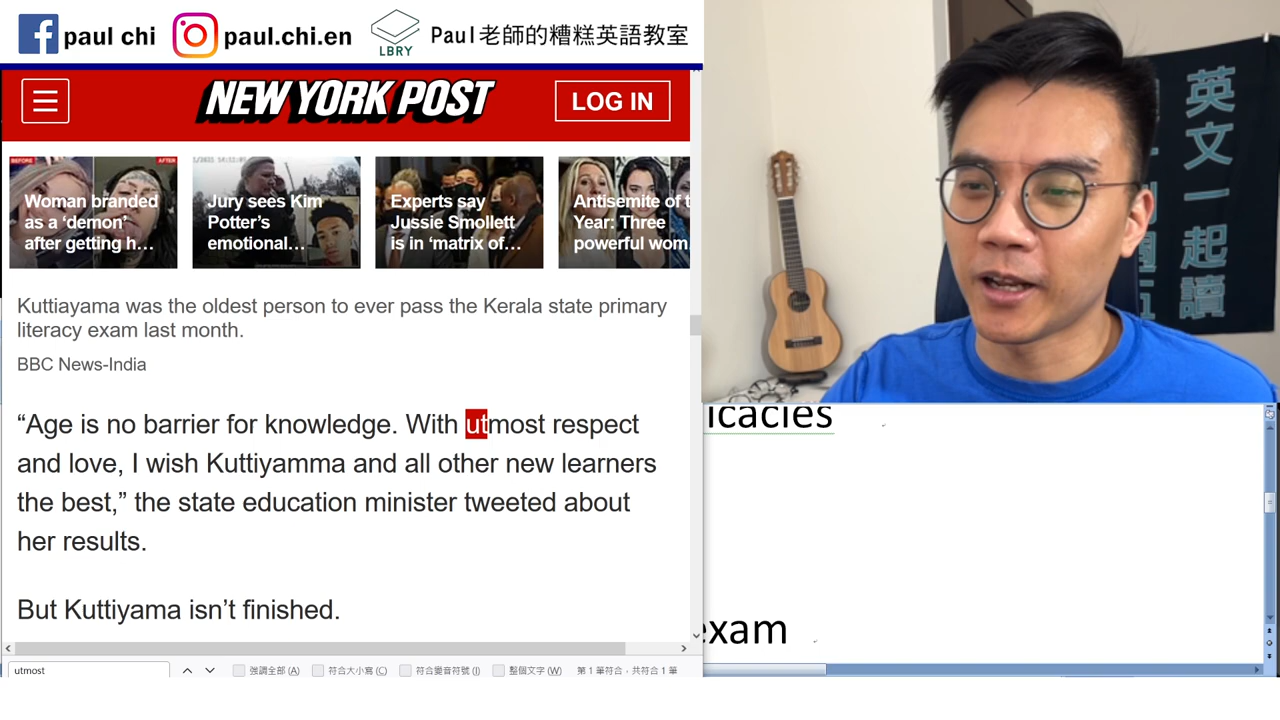 paul chi
paul.chi.en
LBRY
Paul老師的糟糕英語教室
NEW YORK POST
LOG IN
BEFORE
AFTER
Woman branded
as a ‘demon’
after getting h...
Jury sees Kim
Potter’s
emotional...
Experts say
Jussie Smollett
is in ‘matrix of...
Antisemite of t
Year: Three
powerful wom
Kuttiayama was the oldest person to ever pass the Kerala state primary
literacy exam last month.
BBC News-India
“Age is no barrier for knowledge. With utmost respect
and love, I wish Kuttiyamma and all other new learners
the best,” the state education minister tweeted about
her results.
But Kuttiyama isn’t finished.
utmost
強調全部 (A)
符合大小寫 (C)
符合變音符號 (I)
整個文字 (W)
第 1 筆符合，共符合 1 筆
英文一起讀
icacies
exam